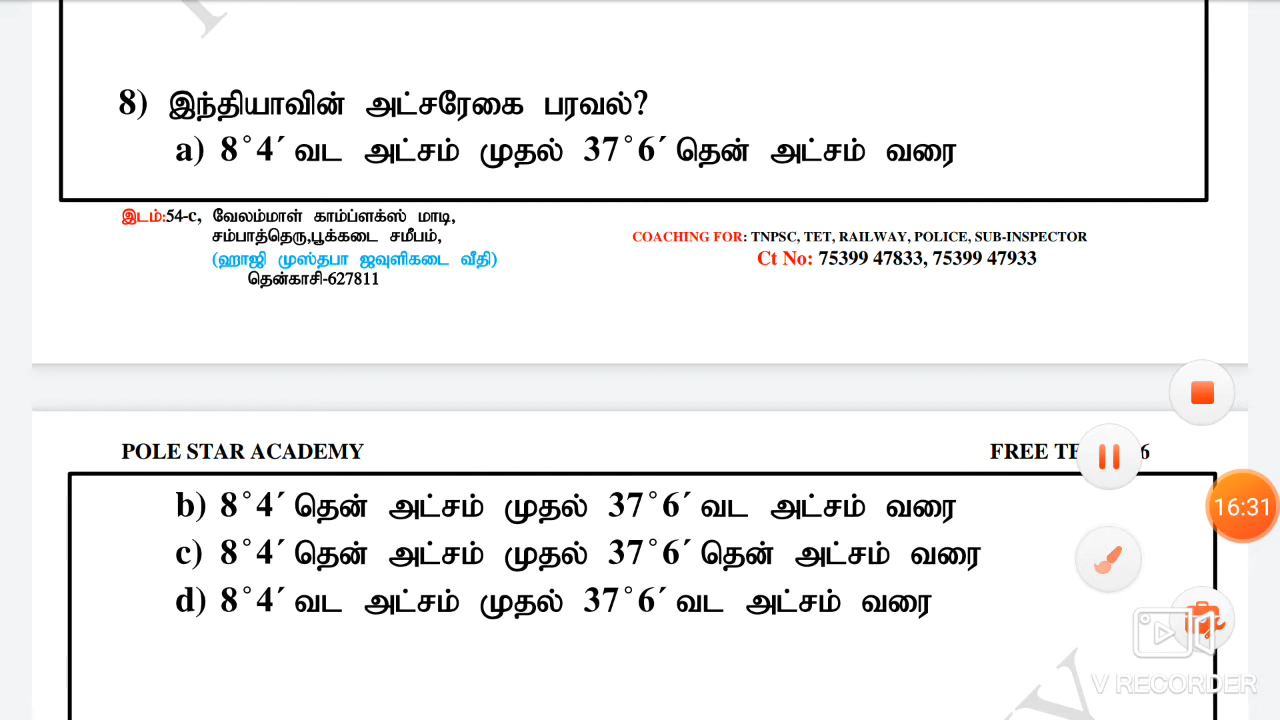 8) இந்தியாவின் அட்சரேகை பரவல்?
a) 8°4′ வட அட்சம் முதல் 37°6′ தென் அட்சம் வரை
இடம்:54-c, வேலம்மாள் காம்ப்ளக்ஸ் மாடி,
சம்பாத்தெரு,பூக்கடை சமீபம்,
(ஹாஜி முஸ்தபா ஜவுளிகடை வீதி)
தென்காசி-627811
COACHING FOR: TNPSC, TET, RAILWAY, POLICE, SUB-INSPECTOR
Ct No: 75399 47833, 75399 47933
POLE STAR ACADEMY FREE TE 6
b) 8°4′ தென் அட்சம் முதல் 37°6′ வட அட்சம் வரை
c) 8°4′ தென் அட்சம் முதல் 37°6′ தென் அட்சம் வரை
d) 8°4′ வட அட்சம் முதல் 37°6′ வட அட்சம் வரை
16:31
V RECORDER